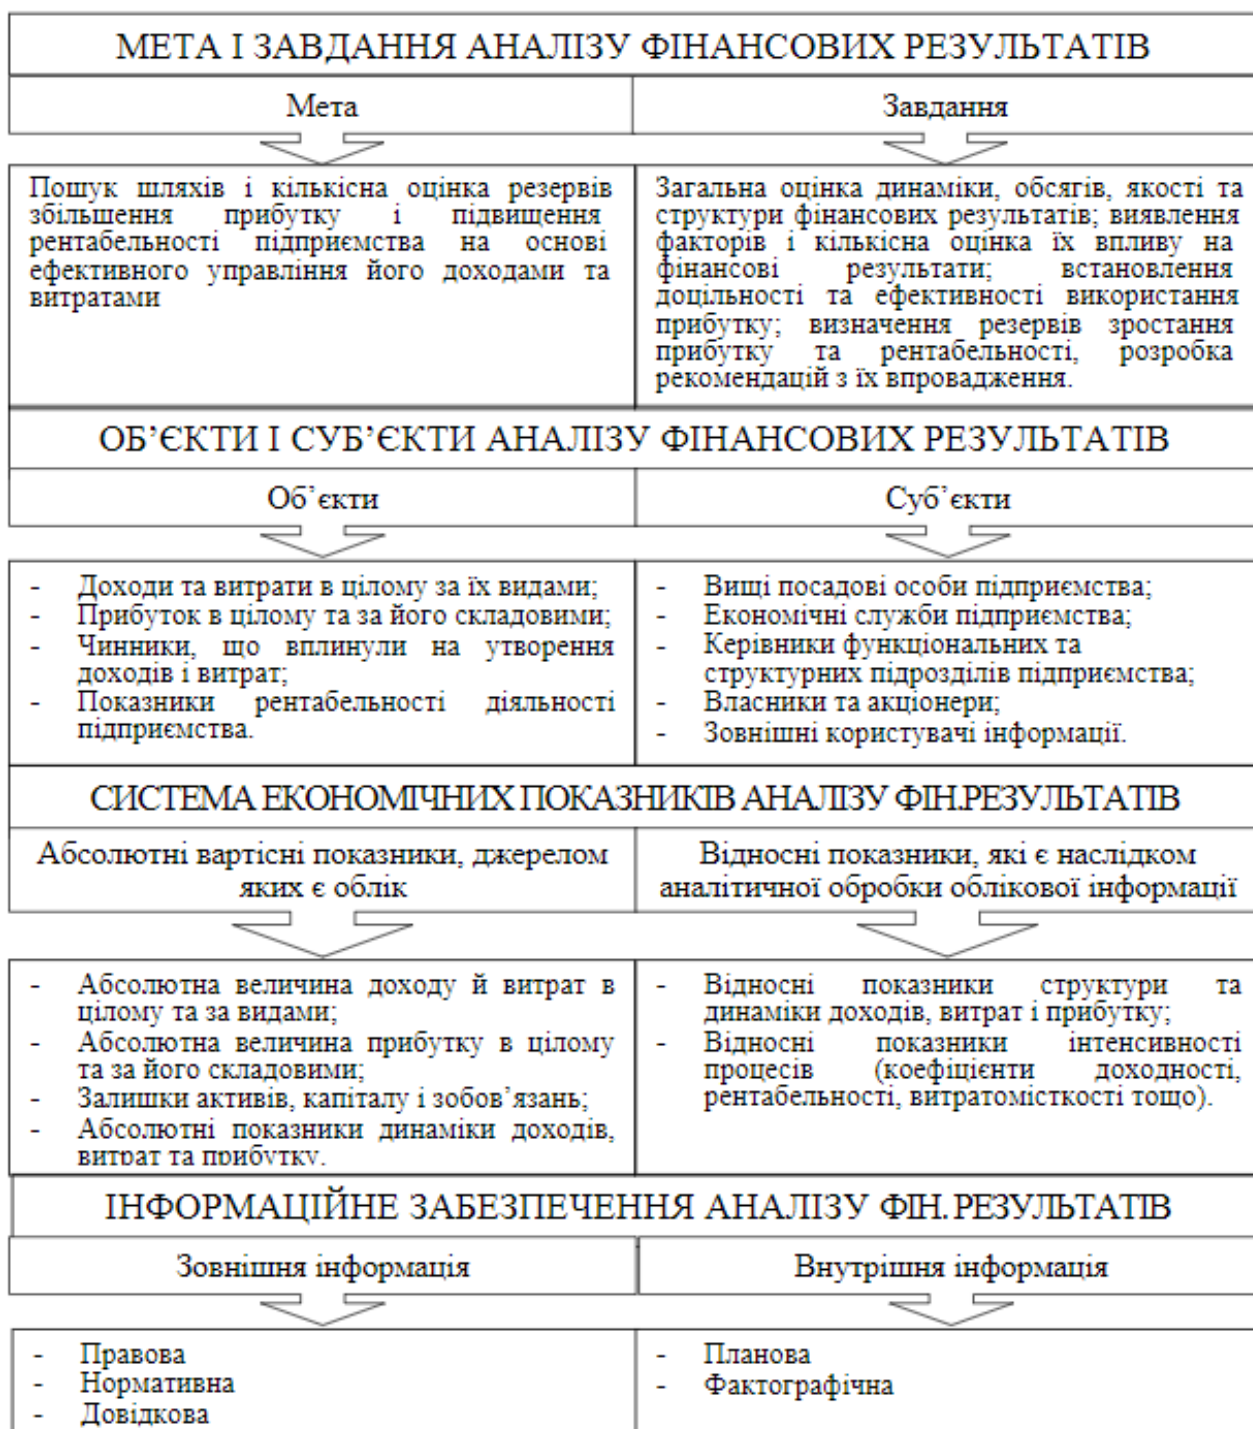 МЕТА І ЗАВДАННЯ АНАЛІЗУ ФІНАНСОВИХ РЕЗУЛЬТАТІВ
Мета
Завдання
Пошук шляхів і кількісна оцінка резервів
збільшення прибутку і підвищення
рентабельності підприємства на основі
ефективного управління його доходами та
витратами
Загальна оцінка динаміки, обсягів, якості та
структури фінансових результатів; виявлення
факторів і кількісна оцінка їх впливу на
фінансові результати; встановлення
доцільності та ефективності використання
прибутку; визначення резервів зростання
прибутку та рентабельності, розробка
рекомендацій з їх впровадження.
ОБ’ЄКТИ І СУБ’ЄКТИ АНАЛІЗУ ФІНАНСОВИХ РЕЗУЛЬТАТІВ
Об’єкти
Суб’єкти
- Доходи та витрати в цілому за їх видами;
- Прибуток в цілому та за його складовими;
- Чинники, що вплинули на утворення
доходів і витрат;
- Показники рентабельності діяльності
підприємства.
- Вищі посадові особи підприємства;
- Економічні служби підприємства;
- Керівники функціональних та
структурних підрозділів підприємства;
- Власники та акціонери;
- Зовнішні користувачі інформації.
СИСТЕМА ЕКОНОМІЧНИХ ПОКАЗНИКІВ АНАЛІЗУ ФІН.РЕЗУЛЬТАТІВ
Абсолютні вартісні показники, джерелом
яких є облік
Відносні показники, які є наслідком
аналітичної обробки облікової інформації
- Абсолютна величина доходу й витрат в
цілому та за видами;
- Абсолютна величина прибутку в цілому
та за його складовими;
- Залишки активів, капіталу і зобов’язань;
- Абсолютні показники динаміки доходів,
витрат та прибутку.
- Відносні показники структури та
динаміки доходів, витрат і прибутку;
- Відносні показники інтенсивності
процесів (коефіцієнти доходності,
рентабельності, витратомісткості тощо).
ІНФОРМАЦІЙНЕ ЗАБЕЗПЕЧЕННЯ АНАЛІЗУ ФІН. РЕЗУЛЬТАТІВ
Зовнішня інформація
Внутрішня інформація
- Правова
- Нормативна
- Довідкова
- Планова
- Фактографічна